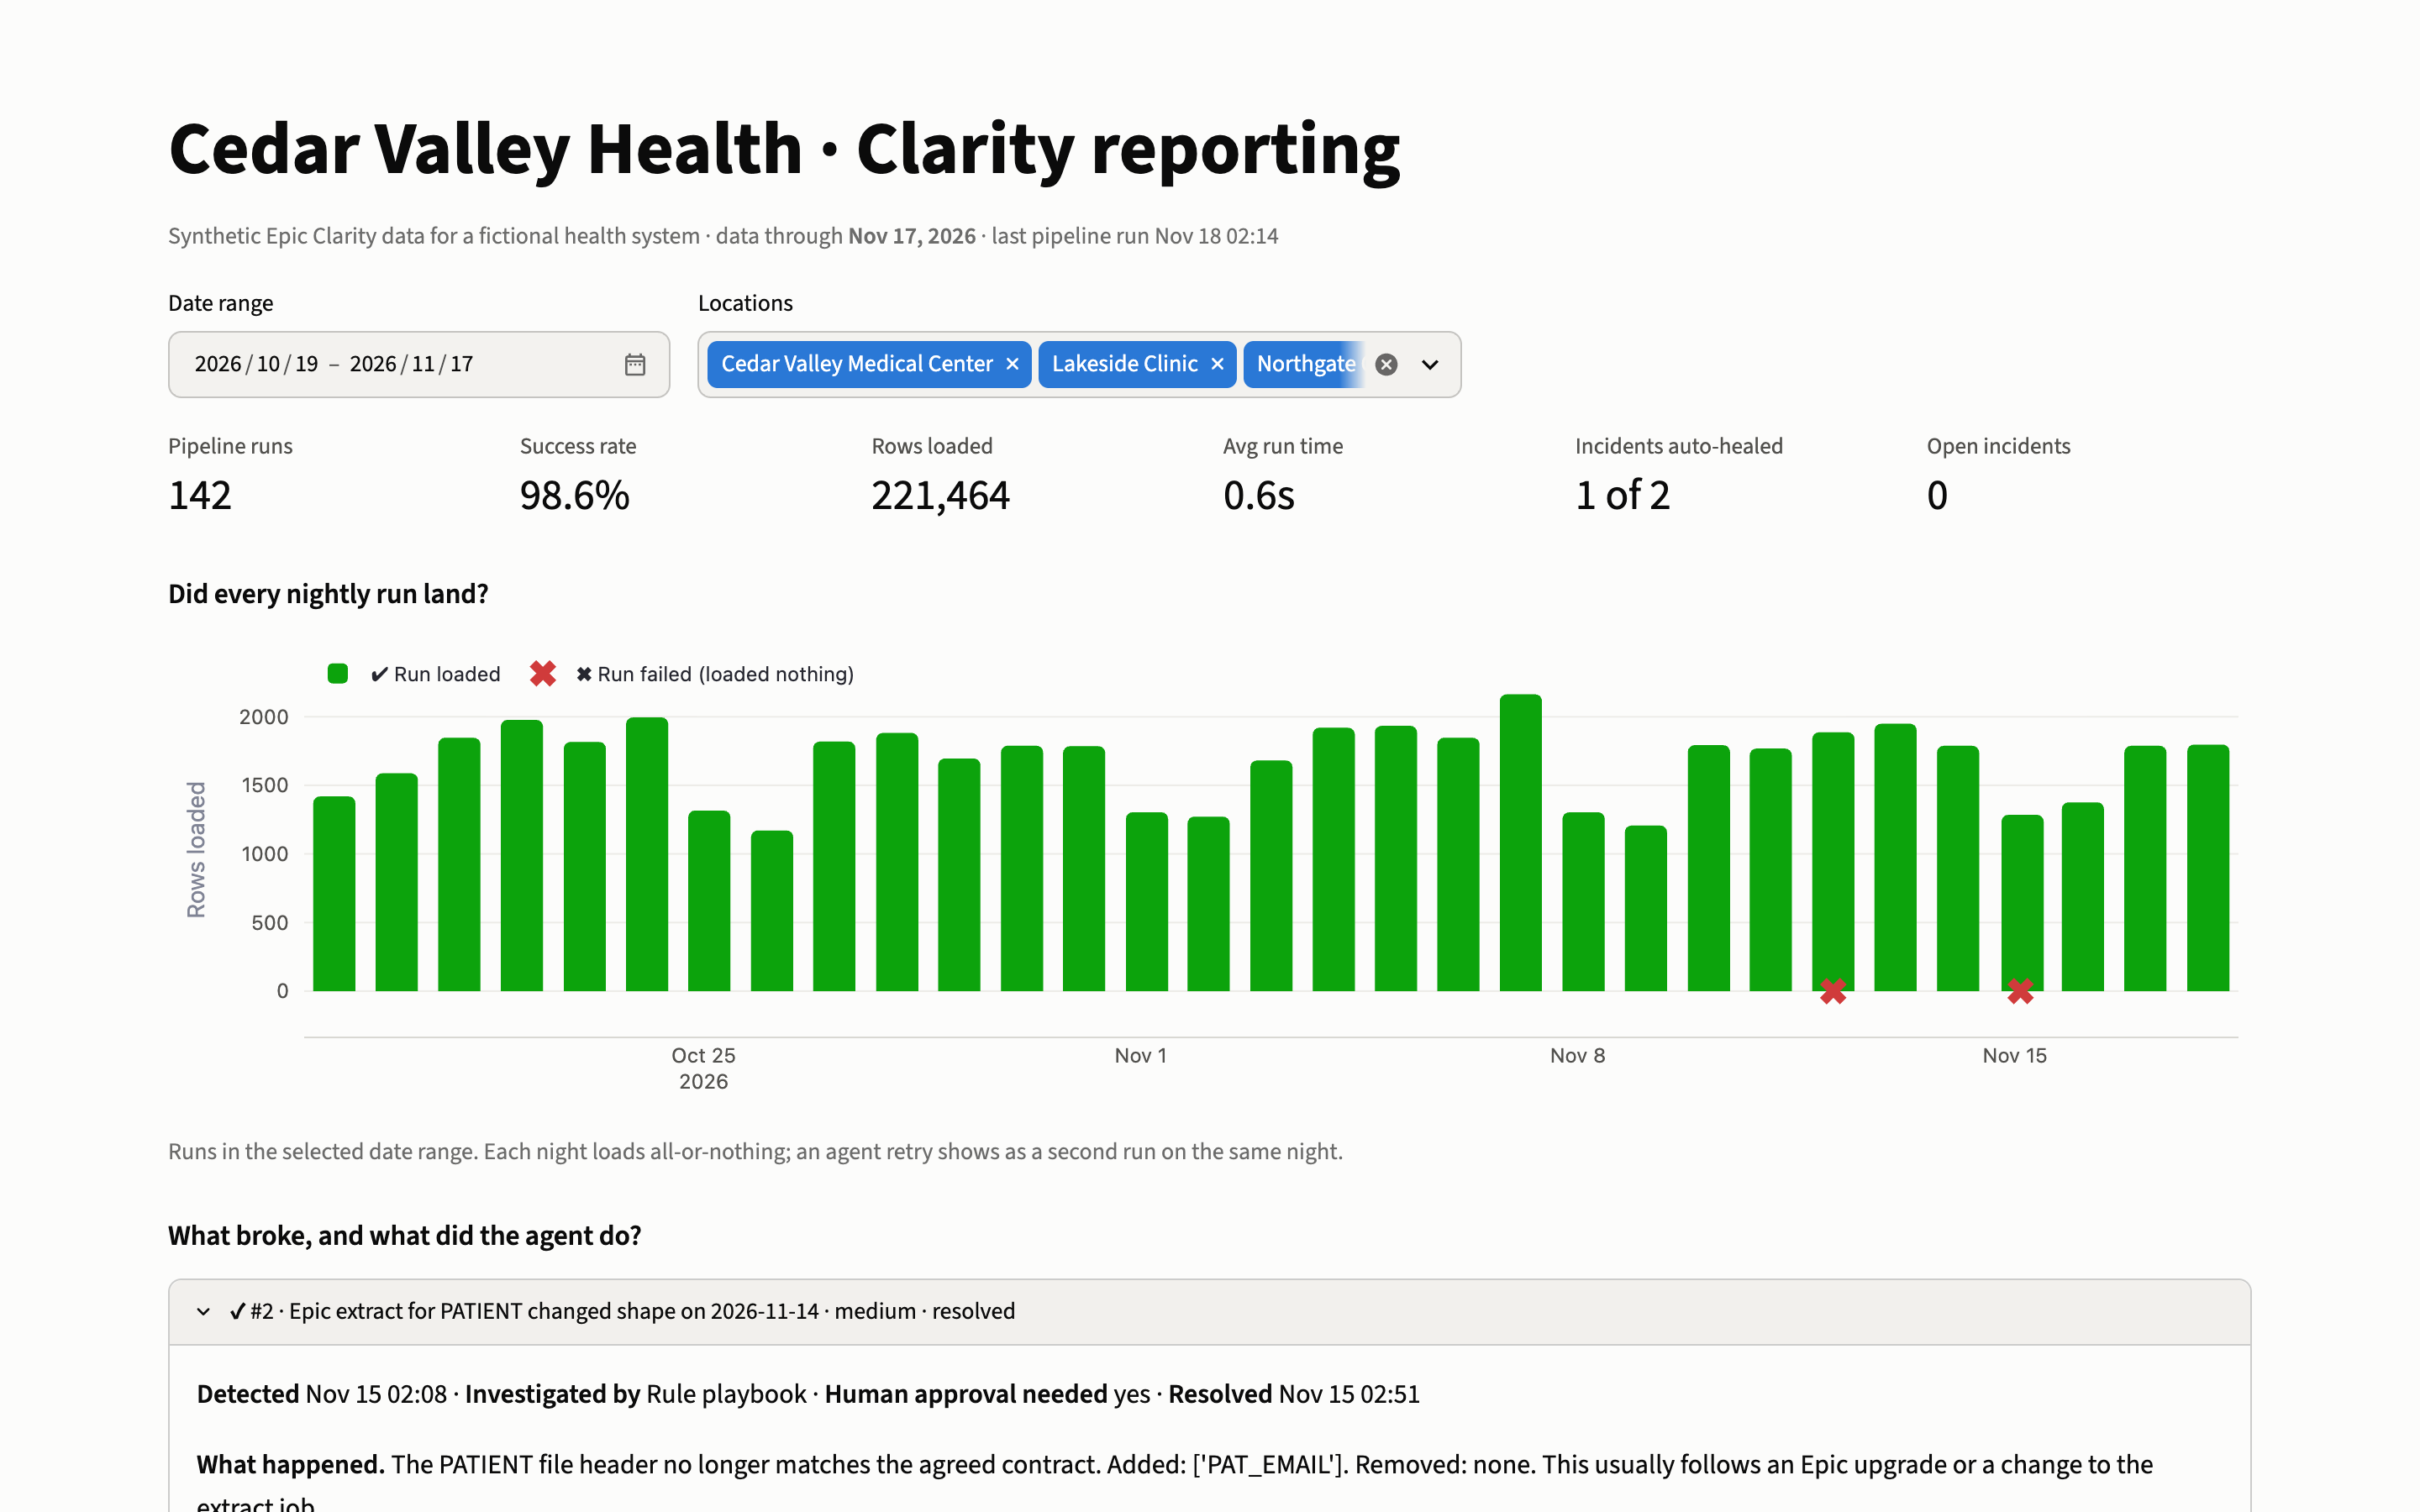 Cedar Valley Health · Clarity reporting
Synthetic Epic Clarity data for a fictional health system · data through Nov 17, 2026 · last pipeline run Nov 18 02:14
Date range
Locations
2026/10/19 – 2026/11/17
Cedar Valley Medical Center ×
Lakeside Clinic ×
Northgate
Pipeline runs
142
Success rate
98.6%
Rows loaded
221,464
Avg run time
0.6s
Incidents auto-healed
1 of 2
Open incidents
0
Did every nightly run land?
✔ Run loaded
✖ Run failed (loaded nothing)
Rows loaded
2000
1500
1000
500
0
Oct 25
2026
Nov 1
Nov 8
Nov 15
Runs in the selected date range. Each night loads all-or-nothing; an agent retry shows as a second run on the same night.
What broke, and what did the agent do?
✓ #2 · Epic extract for PATIENT changed shape on 2026-11-14 · medium · resolved
Detected Nov 15 02:08 · Investigated by Rule playbook · Human approval needed yes · Resolved Nov 15 02:51
What happened. The PATIENT file header no longer matches the agreed contract. Added: ['PAT_EMAIL']. Removed: none. This usually follows an Epic upgrade or a change to the
extract job.